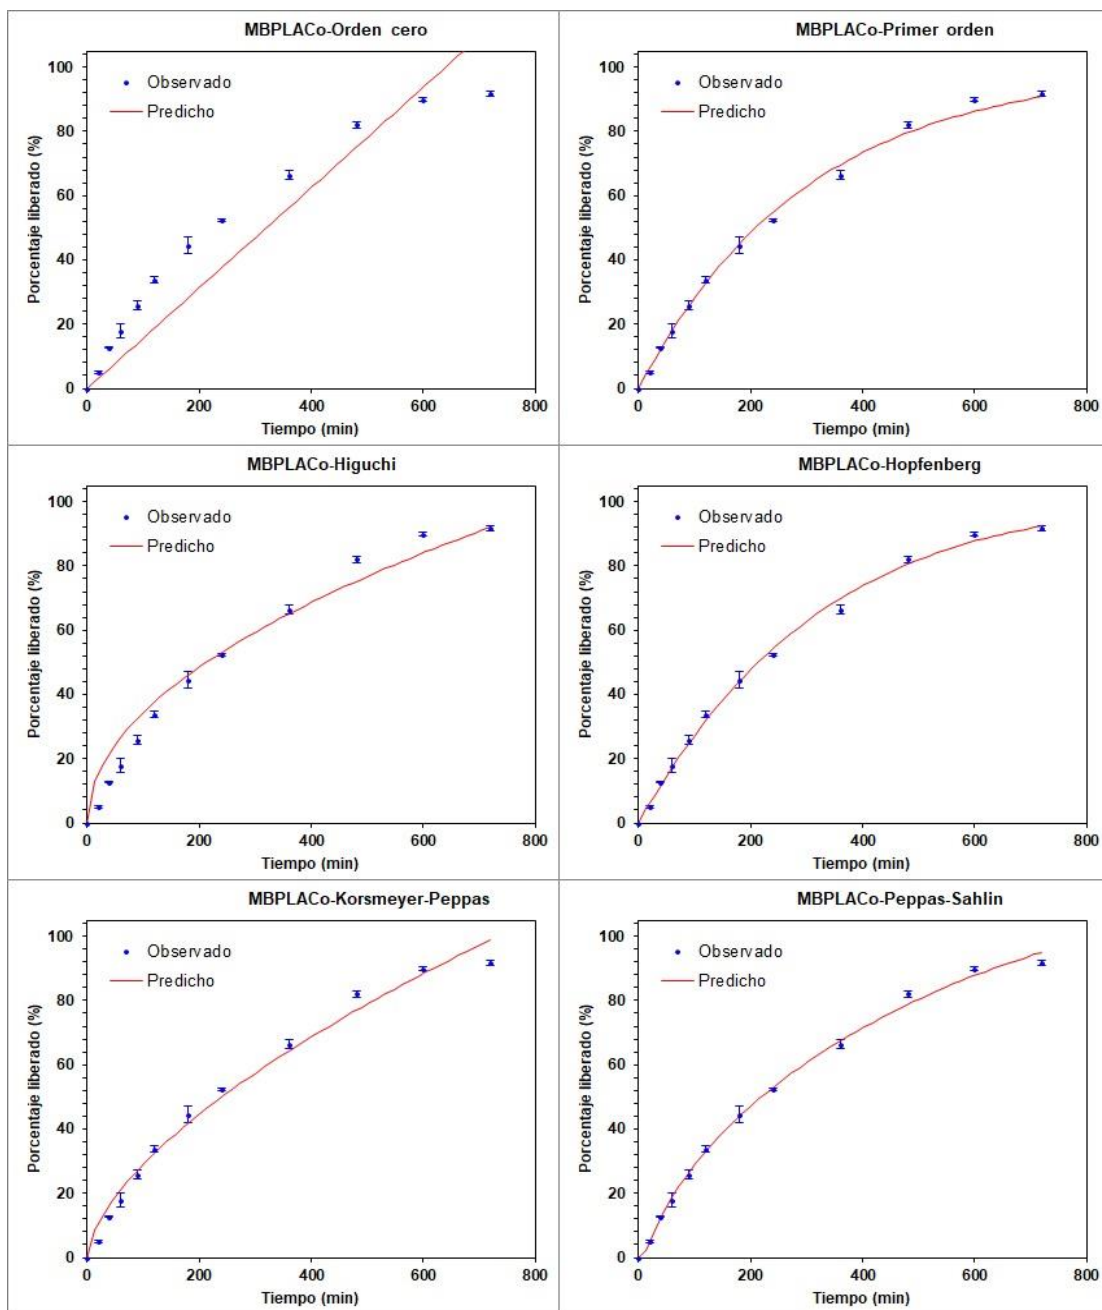 MBPLACo-Orden cero
100
80
60
40
20
0
Porcentaje liberado (%)
Observado
Predicho
0 200 400 600 800
Tiempo (min)
MBPLACo-Primer orden
100
80
60
40
20
0
Porcentaje liberado (%)
Observado
Predicho
0 200 400 600 800
Tiempo (min)
MBPLACo-Higuchi
100
80
60
40
20
0
Porcentaje liberado (%)
Observado
Predicho
0 200 400 600 800
Tiempo (min)
MBPLACo-Hopfenberg
100
80
60
40
20
0
Porcentaje liberado (%)
Observado
Predicho
0 200 400 600 800
Tiempo (min)
MBPLACo-Korsmeyer-Peppas
100
80
60
40
20
0
Porcentaje liberado (%)
Observado
Predicho
0 200 400 600 800
Tiempo (min)
MBPLACo-Peppas-Sahlin
100
80
60
40
20
0
Porcentaje liberado (%)
Observado
Predicho
0 200 400 600 800
Tiempo (min)